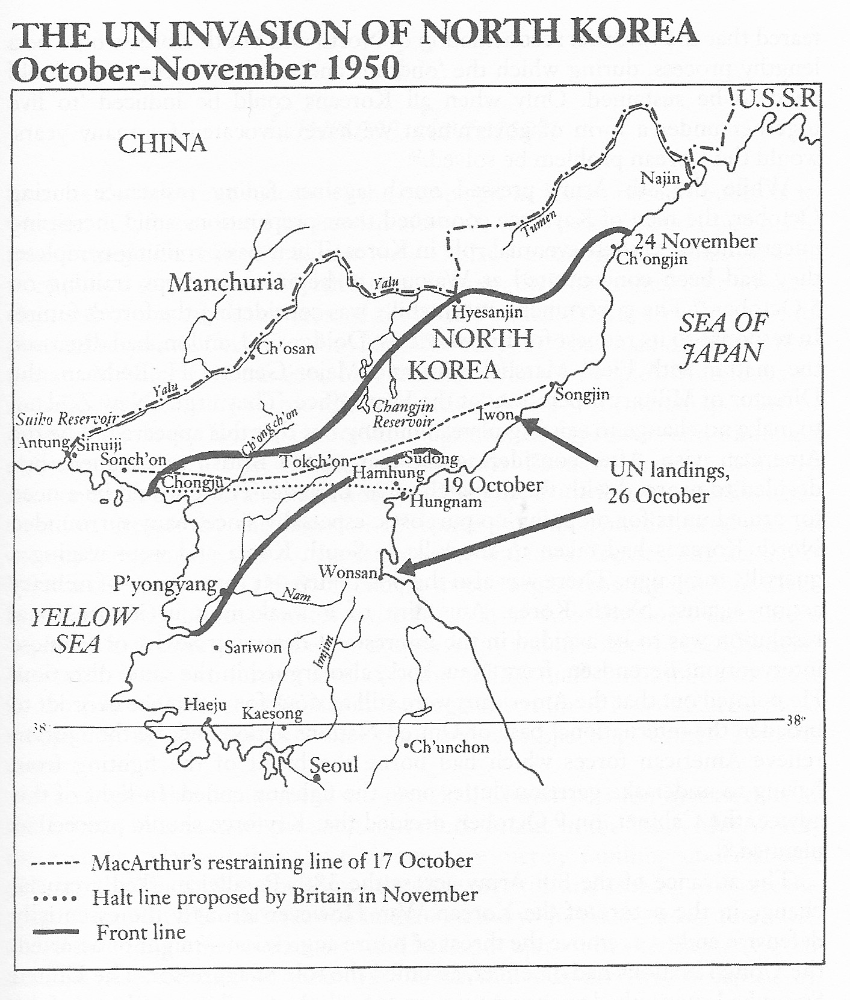 THE UN INVASION OF NORTH KOREA
October-November 1950
U.S.S.R
CHINA
Najin
Tumen
24 November
Ch'ongjin
Manchuria
Yalu
Hyesanjin
SEA OF
JAPAN
NORTH
KOREA
Ch'osan
Yalu
Songjin
Changjin
Reservoir
Iwon
Suiho Reservoir
Ch'ongch'on
Antung
Sinuiji
Sonch'on
Tokch'on
Sudong
Hamhung
UN landings,
26 October
Chongju
19 October
Hungnam
Wonsan
P'yongyang
Nam
YELLOW
SEA
Sariwon
Imjim
Haeju
Kaesong
38
38°
Ch'unchon
Seoul
MacArthur's restraining line of 17 October
Halt line proposed by Britain in November
Front line